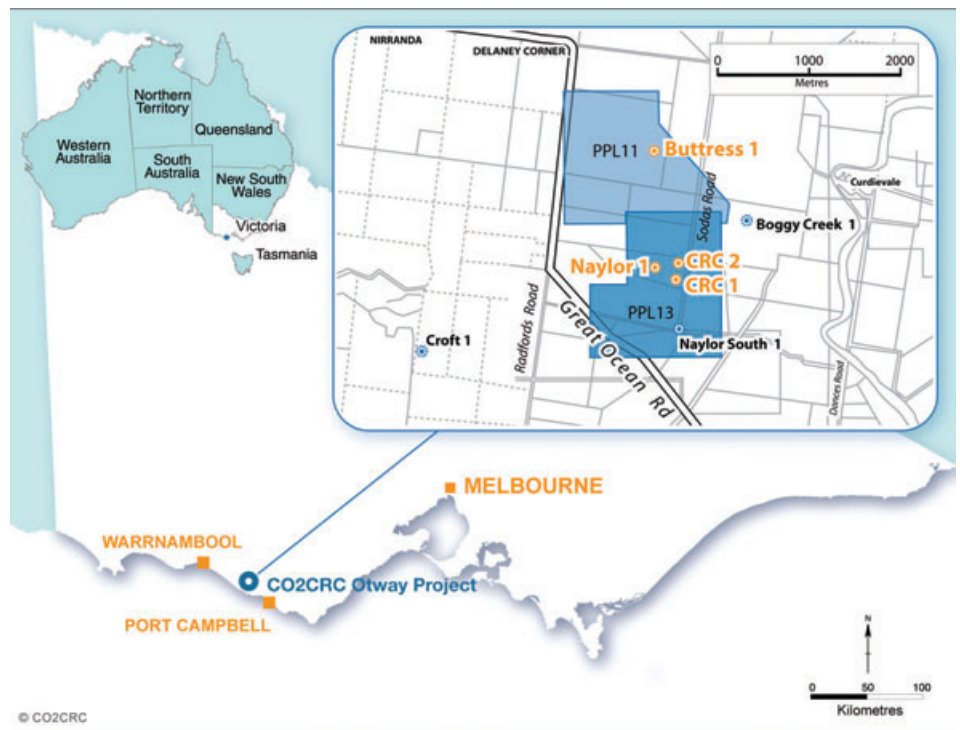 NIRRANDA
DELANEY CORNER
0 1000 2000
Metres
PPL11
Buttress 1
Curdievale
Sodas Road
Boggy Creek 1
Naylor 1
CRC 2
CRC 1
PPL13
Radfords Road
Great Ocean Rd
Naylor South 1
Croft 1
Dances Road
Northern
Territory
Western
Australia
Queensland
South
Australia
New South
Wales
Victoria
Tasmania
MELBOURNE
WARRNAMBOOL
CO2CRC Otway Project
PORT CAMPBELL
N
0 50 100
Kilometres
© CO2CRC